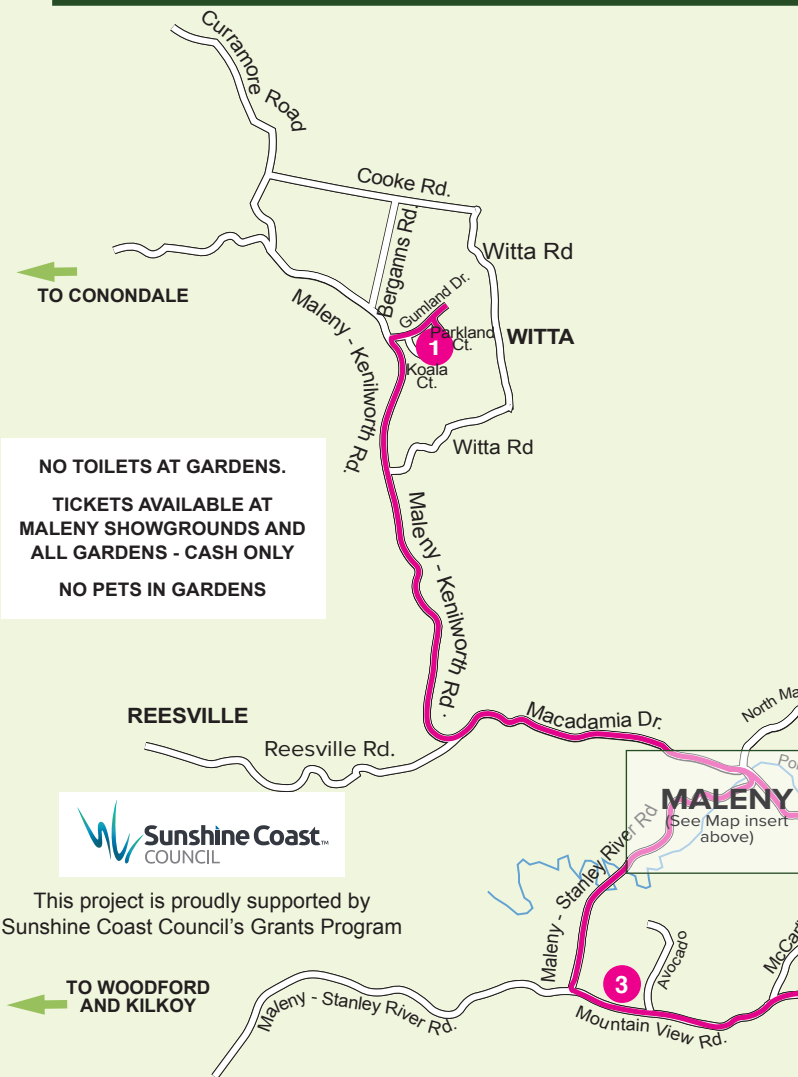 Curramore Road
Cooke Rd.
Berganns Rd.
Witta Rd
TO CONONDALE
Gumland Dr.
Parkland
Ct.
WITTA
1
Koala
Ct.
Maleny - Kenilworth Rd.
Witta Rd
NO TOILETS AT GARDENS.
TICKETS AVAILABLE AT
MALENY SHOWGROUNDS AND
ALL GARDENS - CASH ONLY
NO PETS IN GARDENS
Maleny - Kenilworth Rd.
REESVILLE
Reesville Rd.
Macadamia Dr.
North Ma
Po
MALENY
(See Map insert
above)
Sunshine Coast™
COUNCIL
This project is proudly supported by
Sunshine Coast Council's Grants Program
Maleny - Stanley River Rd
Avocado
McCart
3
TO WOODFORD
AND KILKOY
Maleny - Stanley River Rd.
Mountain View Rd.